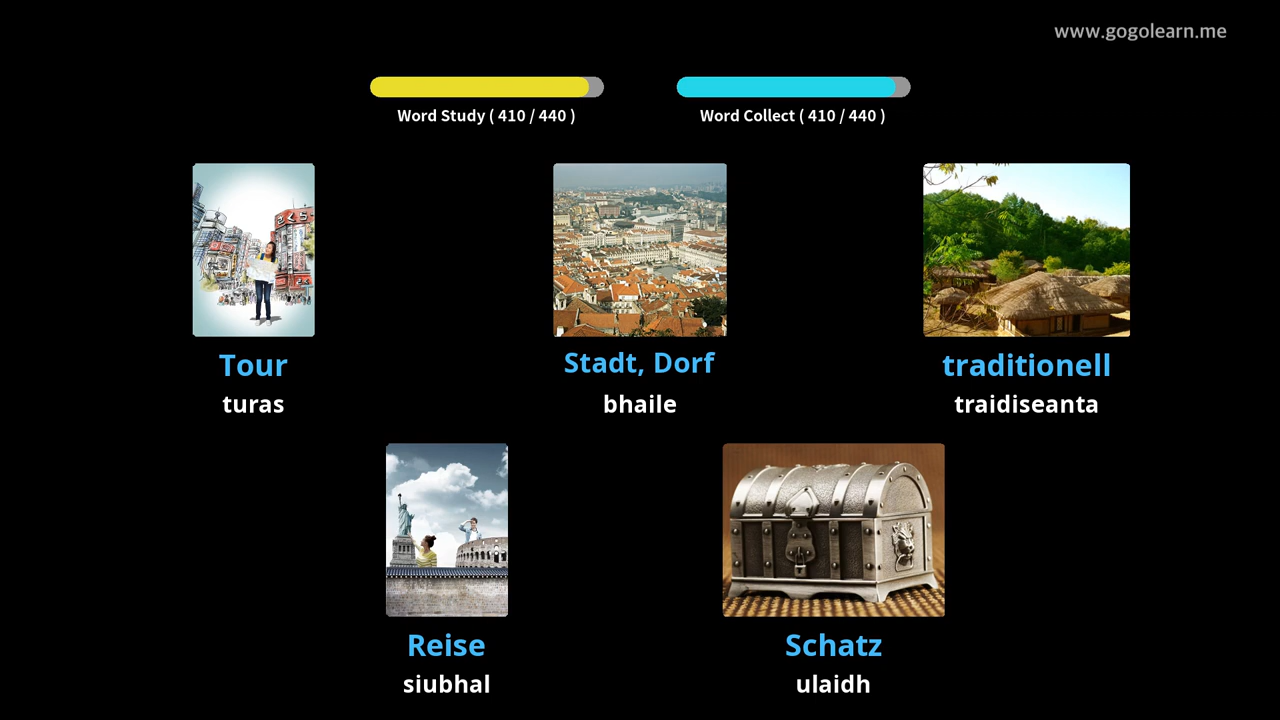 www.gogolearn.me
Word Study ( 410 / 440 )
Word Collect ( 410 / 440 )
Tour
turas
Stadt, Dorf
bhaile
traditionell
traidiseanta
Reise
siubhal
Schatz
ulaidh